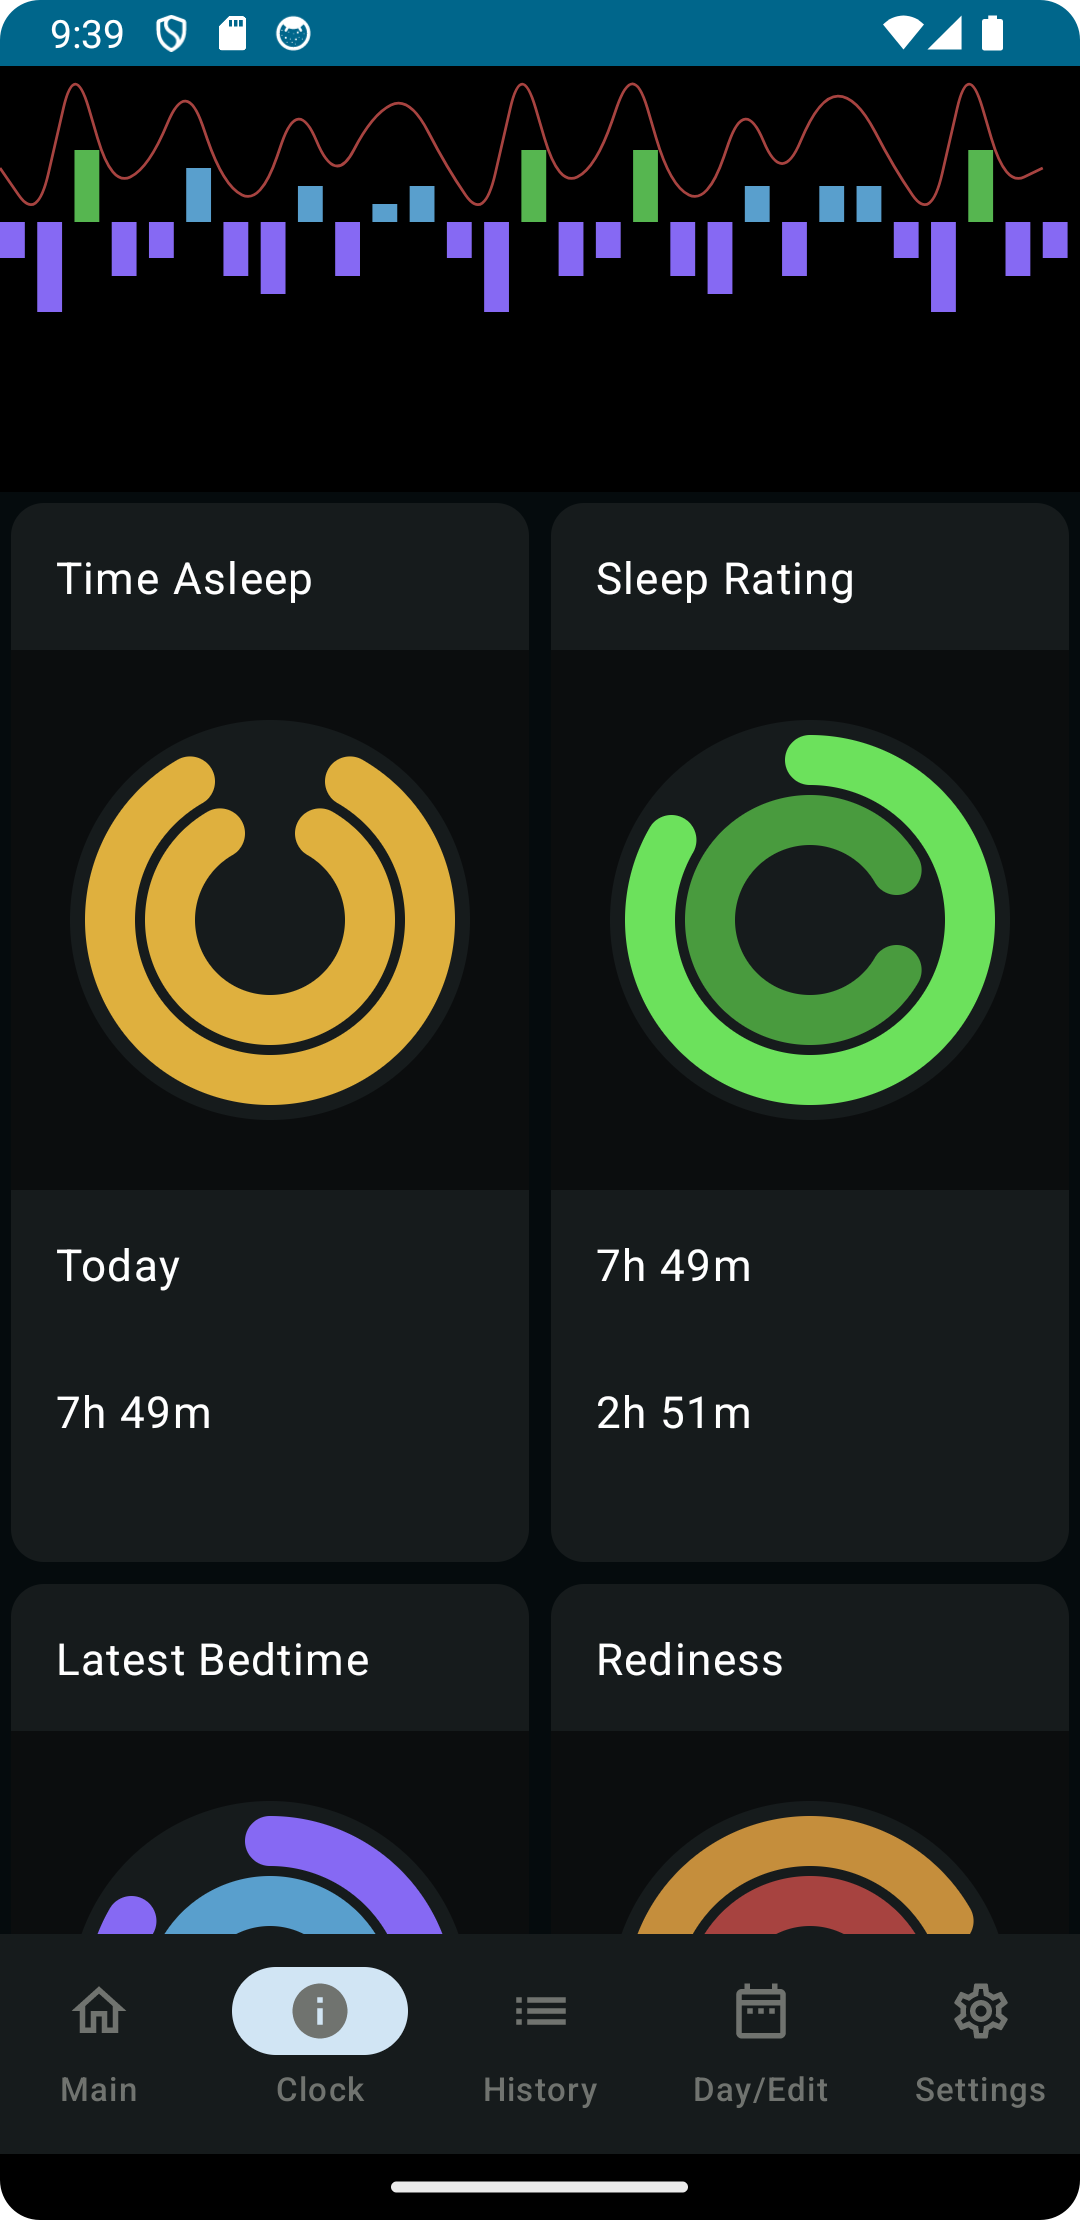 9:39
Time Asleep
Sleep Rating
Today
7h 49m
7h 49m
2h 51m
Latest Bedtime
Rediness
Main
Clock
History
Day/Edit
Settings